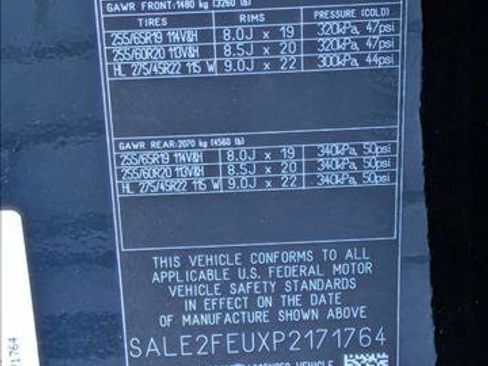 GAWR FRONT:1480 kg (3260 lb)
TIRES RIMS PRESSURE (COLD)
255/65R19 114V&H 8.0J x 19 320kPa, 47psi
255/60R20 113V&H 8.5J x 20 320kPa, 47psi
HL 275/45R22 115 W 9.0J x 22 300kPa, 44psi
GAWR REAR:2070 kg (4560 lb)
255/65R19 114V&H 8.0J x 19 340kPa, 50psi
255/60R20 113V&H 8.5J x 20 340kPa, 50psi
HL 275/45R22 115 W 9.0J x 22 340kPa, 50psi
THIS VEHICLE CONFORMS TO ALL
APPLICABLE U.S. FEDERAL MOTOR
VEHICLE SAFETY STANDARDS
IN EFFECT ON THE DATE OF
MANUFACTURE SHOWN ABOVE
SALE2FEUXP2171764
VEHICLE
71764